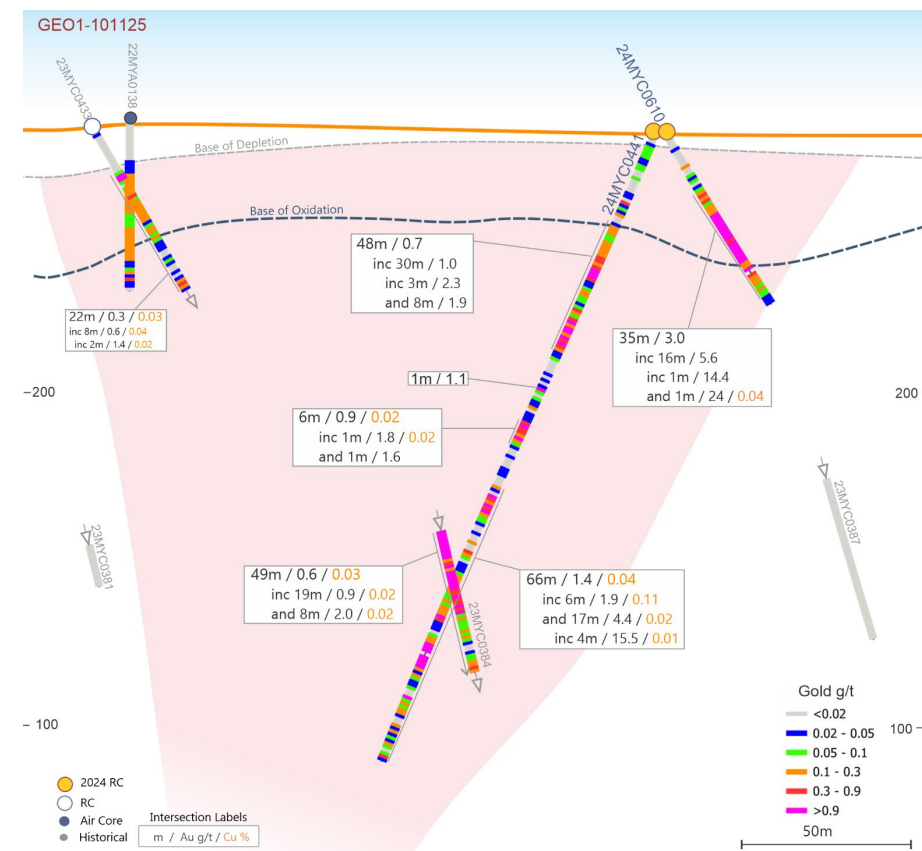 GEO1-101125
23MYC0433
22MYA0138
24MYC0610
24MYC0441
Base of Depletion
Base of Oxidation
48m / 0.7
inc 30m / 1.0
inc 3m / 2.3
and 8m / 1.9
22m / 0.3 / 0.03
inc 8m / 0.6 / 0.04
inc 2m / 1.4 / 0.02
35m / 3.0
inc 16m / 5.6
inc 1m / 14.4
and 1m / 24 / 0.04
1m / 1.1
200
200
6m / 0.9 / 0.02
inc 1m / 1.8 / 0.02
and 1m / 1.6
23MYC0381
23MYC0387
49m / 0.6 / 0.03
inc 19m / 0.9 / 0.02
and 8m / 2.0 / 0.02
23MYC0384
66m / 1.4 / 0.04
inc 6m / 1.9 / 0.11
and 17m / 4.4 / 0.02
inc 4m / 15.5 / 0.01
100
100
Gold g/t
<0.02
0.02 - 0.05
0.05 - 0.1
0.1 - 0.3
0.3 - 0.9
>0.9
50m
2024 RC
RC
Air Core
Historical
Intersection Labels
m / Au g/t / Cu %